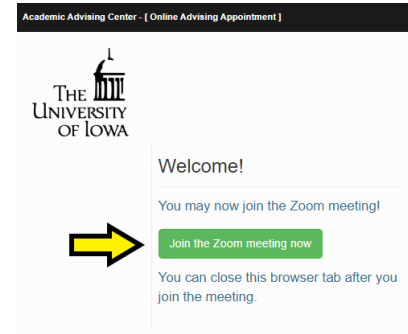 Academic Advising Center - [ Online Advising Appointment ]
THE
UNIVERSITY
OF IOWA
Welcome!
You may now join the Zoom meeting!
Join the Zoom meeting now
You can close this browser tab after you
join the meeting.